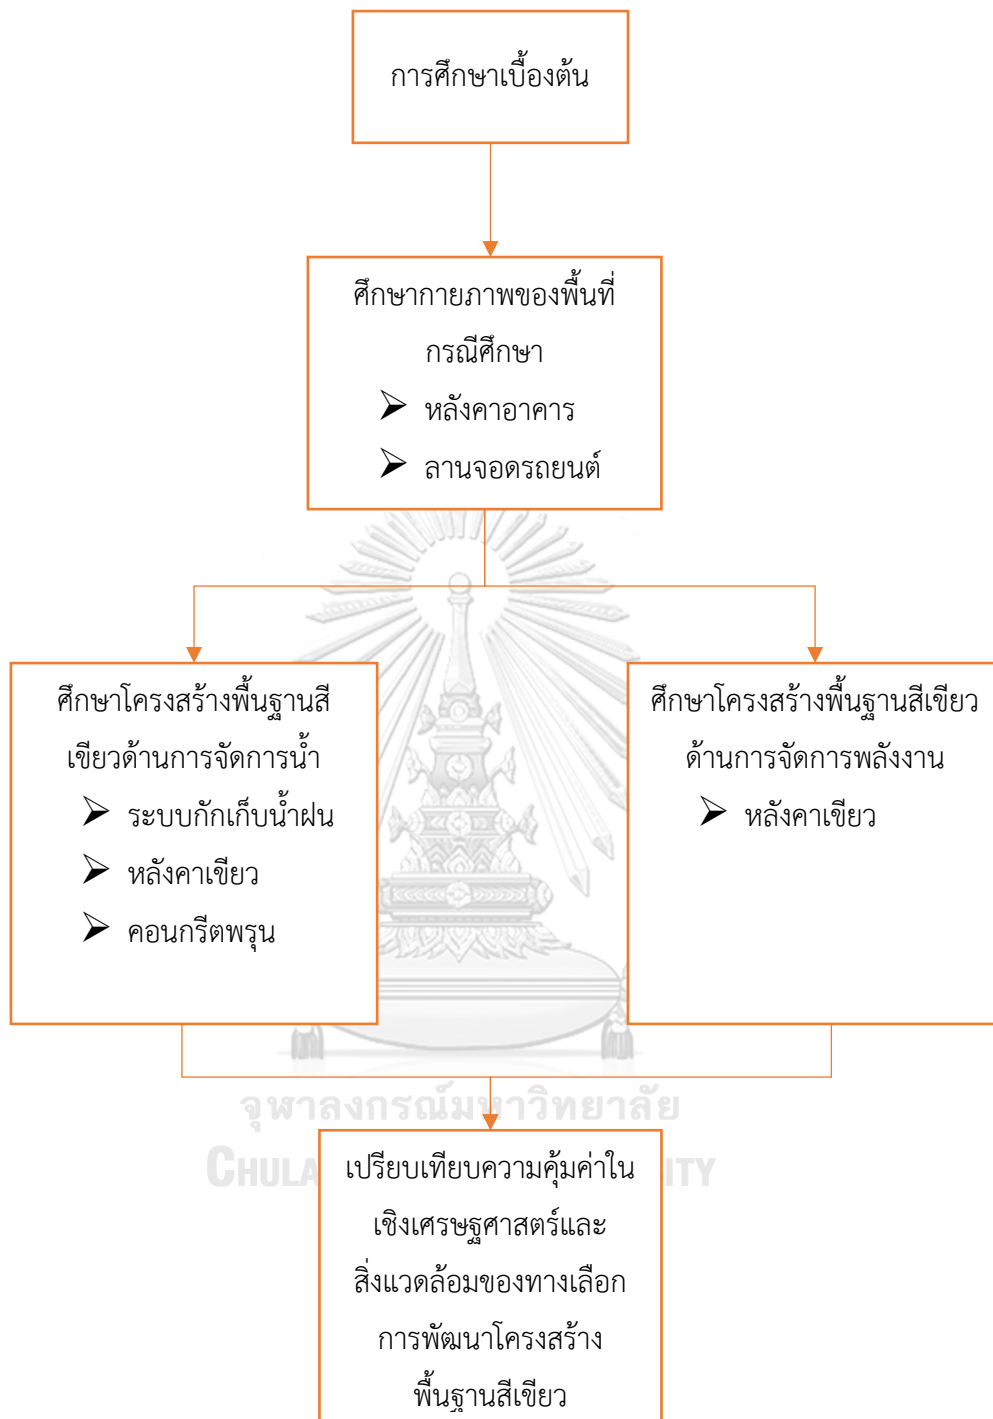 การศึกษาเบื้องต้น
ศึกษากายภาพของพื้นที่
กรณีศึกษา
➢ หลังคาอาคาร
➢ ลานจอดรถยนต์
ศึกษาโครงสร้างพื้นฐานสี
เขียวด้านการจัดการน้ำ
➢ ระบบกักเก็บน้ำฝน
➢ หลังคาเขียว
➢ คอนกรีตพรุน
ศึกษาโครงสร้างพื้นฐานสีเขียว
ด้านการจัดการพลังงาน
➢ หลังคาเขียว
จุฬาลงกรณ์มหาวิทยาลัย
CHULA ITY
เปรียบเทียบความคุ้มค่าใน
เชิงเศรษฐศาสตร์และ
สิ่งแวดล้อมของทางเลือก
การพัฒนาโครงสร้าง
พื้นฐานสีเขียว